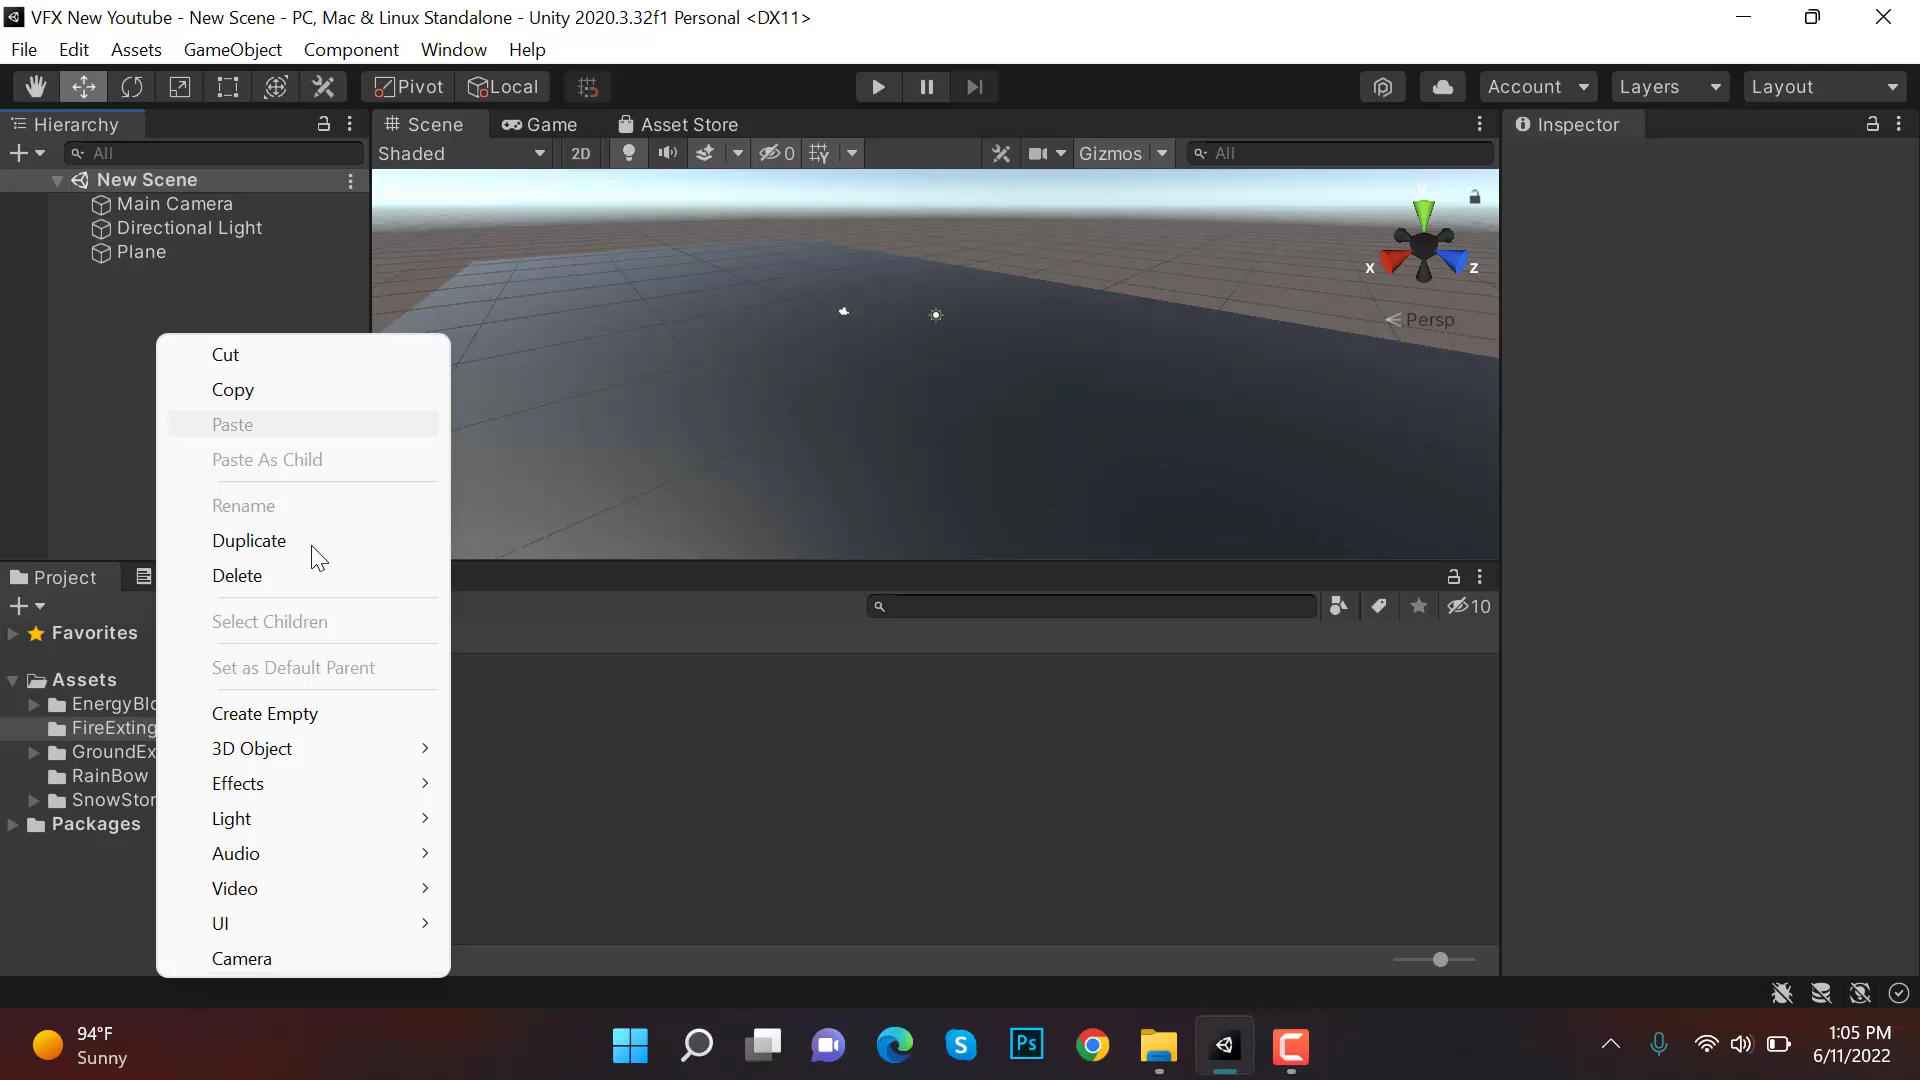 VFX New Youtube - New Scene - PC, Mac & Linux Standalone - Unity 2020.3.32f1 Personal <DX11>
File Edit Assets GameObject Component Window Help
Pivot Local Account Layers Layout
Hierarchy
Scene Game Asset Store
Inspector
All
Shaded 2D 0 Gizmos All
New Scene
Main Camera
Directional Light
Plane
Y
X
Z
Persp
Cut
Copy
Paste
Paste As Child
Rename
Duplicate
Delete
Select Children
Set as Default Parent
Create Empty
3D Object
Effects
Light
Audio
Video
UI
Camera
Project
10
Favorites
Assets
EnergyBlo
FireExting
GroundEx
RainBow
SnowStor
Packages
94°F
Sunny
Ps
1:05 PM
6/11/2022